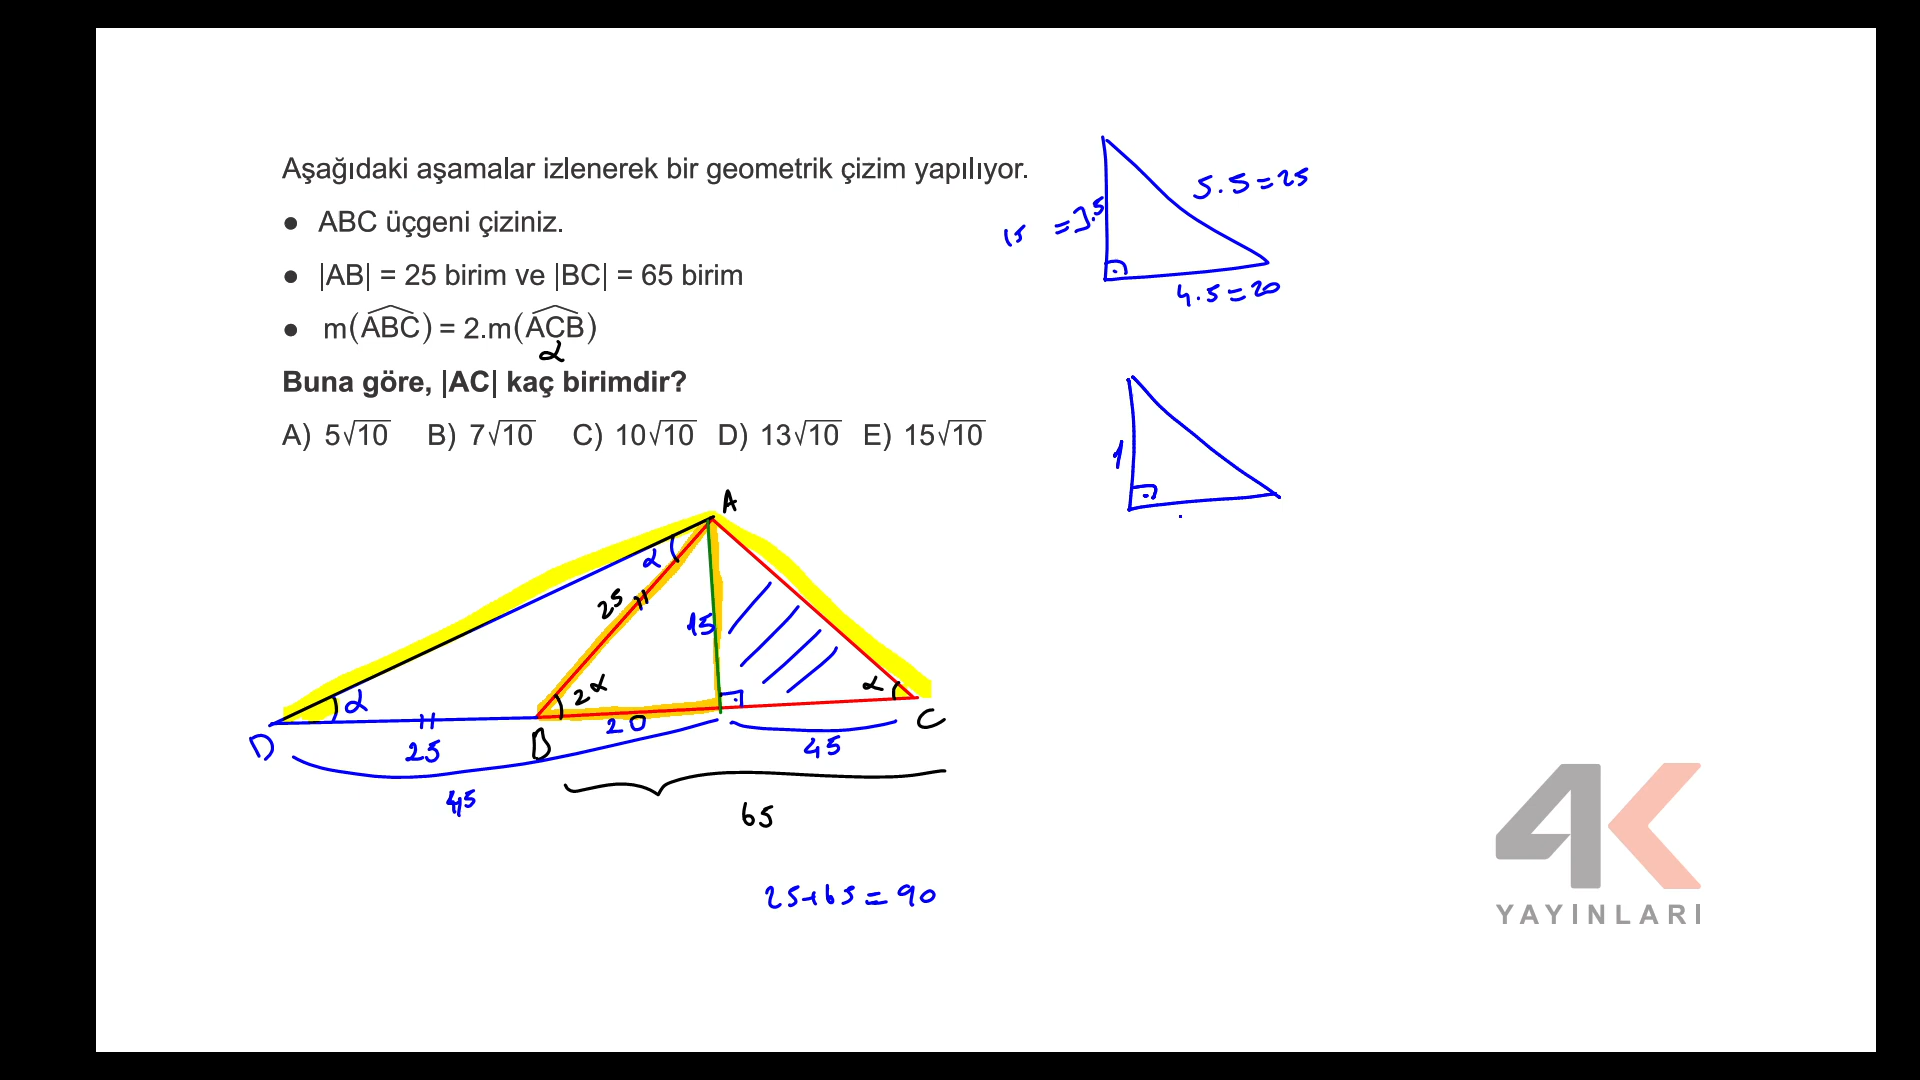 Aşağıdaki aşamalar izlenerek bir geometrik çizim yapılıyor.
● ABC üçgeni çiziniz.
● |AB| = 25 birim ve |BC| = 65 birim
● m(ABC) = 2.m(ACB)
α
Buna göre, |AC| kaç birimdir?
A) 5√10 B) 7√10 C) 10√10 D) 13√10 E) 15√10
5.5=25
15 =3.5
4.5=20
1
A
α
25
15
2α
α
α
D
25
B
20
45
C
45
65
25+65=90
4K
YAYINLARI